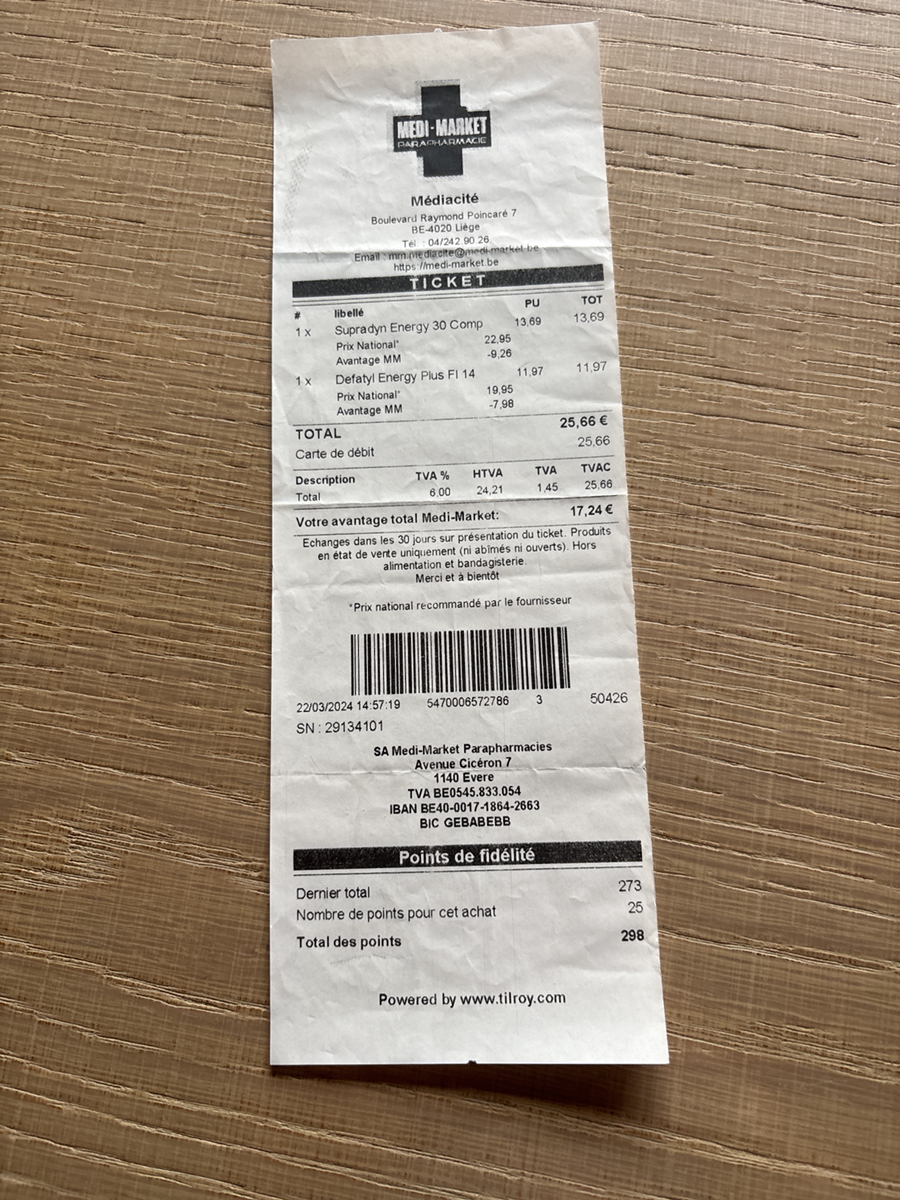 MEDI-MARKET
PARAPHARMACIE
Médiacité
Boulevard Raymond Poincaré 7
BE-4020 Liège
Tel : 04/242.90 26
Email : mm.mediacite@medi-market.be
https://medi-market.be
TICKET
# libellé PU TOT
1 x Supradyn Energy 30 Comp 13,69 13,69
Prix National* 22,95
Avantage MM -9,26
1 x Defatyl Energy Plus Fl 14 11,97 11,97
Prix National* 19,95
Avantage MM -7,98
TOTAL 25,66 €
Carte de débit 25,66
Description TVA % HTVA TVA TVAC
Total 6,00 24,21 1,45 25,66
Votre avantage total Medi-Market: 17,24 €
Echanges dans les 30 jours sur présentation du ticket. Produits
en état de vente uniquement (ni abîmés ni ouverts). Hors
alimentation et bandagisterie.
Merci et à bientôt
*Prix national recommandé par le fournisseur
22/03/2024 14:57:19 5470006572786 3 50426
SN : 29134101
SA Medi-Market Parapharmacies
Avenue Cicéron 7
1140 Evere
TVA BE0545.833.054
IBAN BE40-0017-1864-2663
BIC GEBABEBB
Points de fidélité
Dernier total 273
Nombre de points pour cet achat 25
Total des points 298
Powered by www.tilroy.com